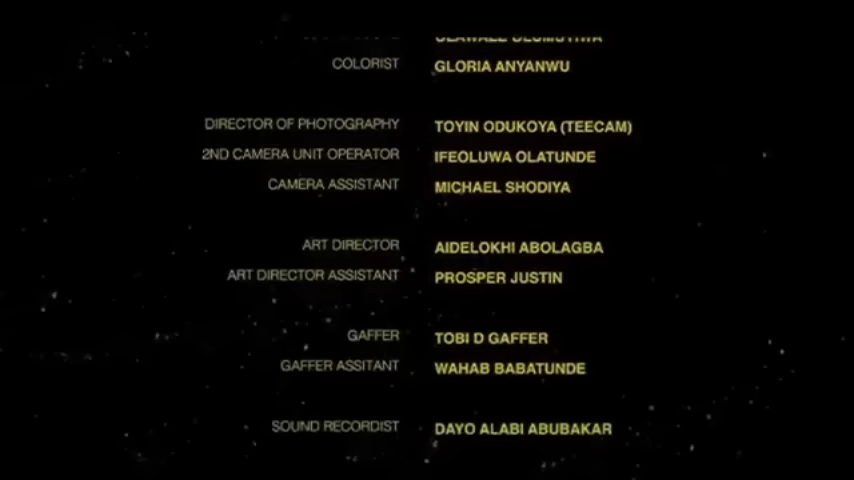 COLORIST GLORIA ANYANWU
DIRECTOR OF PHOTOGRAPHY TOYIN ODUKOYA (TEECAM)
2ND CAMERA UNIT OPERATOR IFEOLUWA OLATUNDE
CAMERA ASSISTANT MICHAEL SHODIYA
ART DIRECTOR AIDELOKHI ABOLAGBA
ART DIRECTOR ASSISTANT PROSPER JUSTIN
GAFFER TOBI D GAFFER
GAFFER ASSITANT WAHAB BABATUNDE
SOUND RECORDIST DAYO ALABI ABUBAKAR